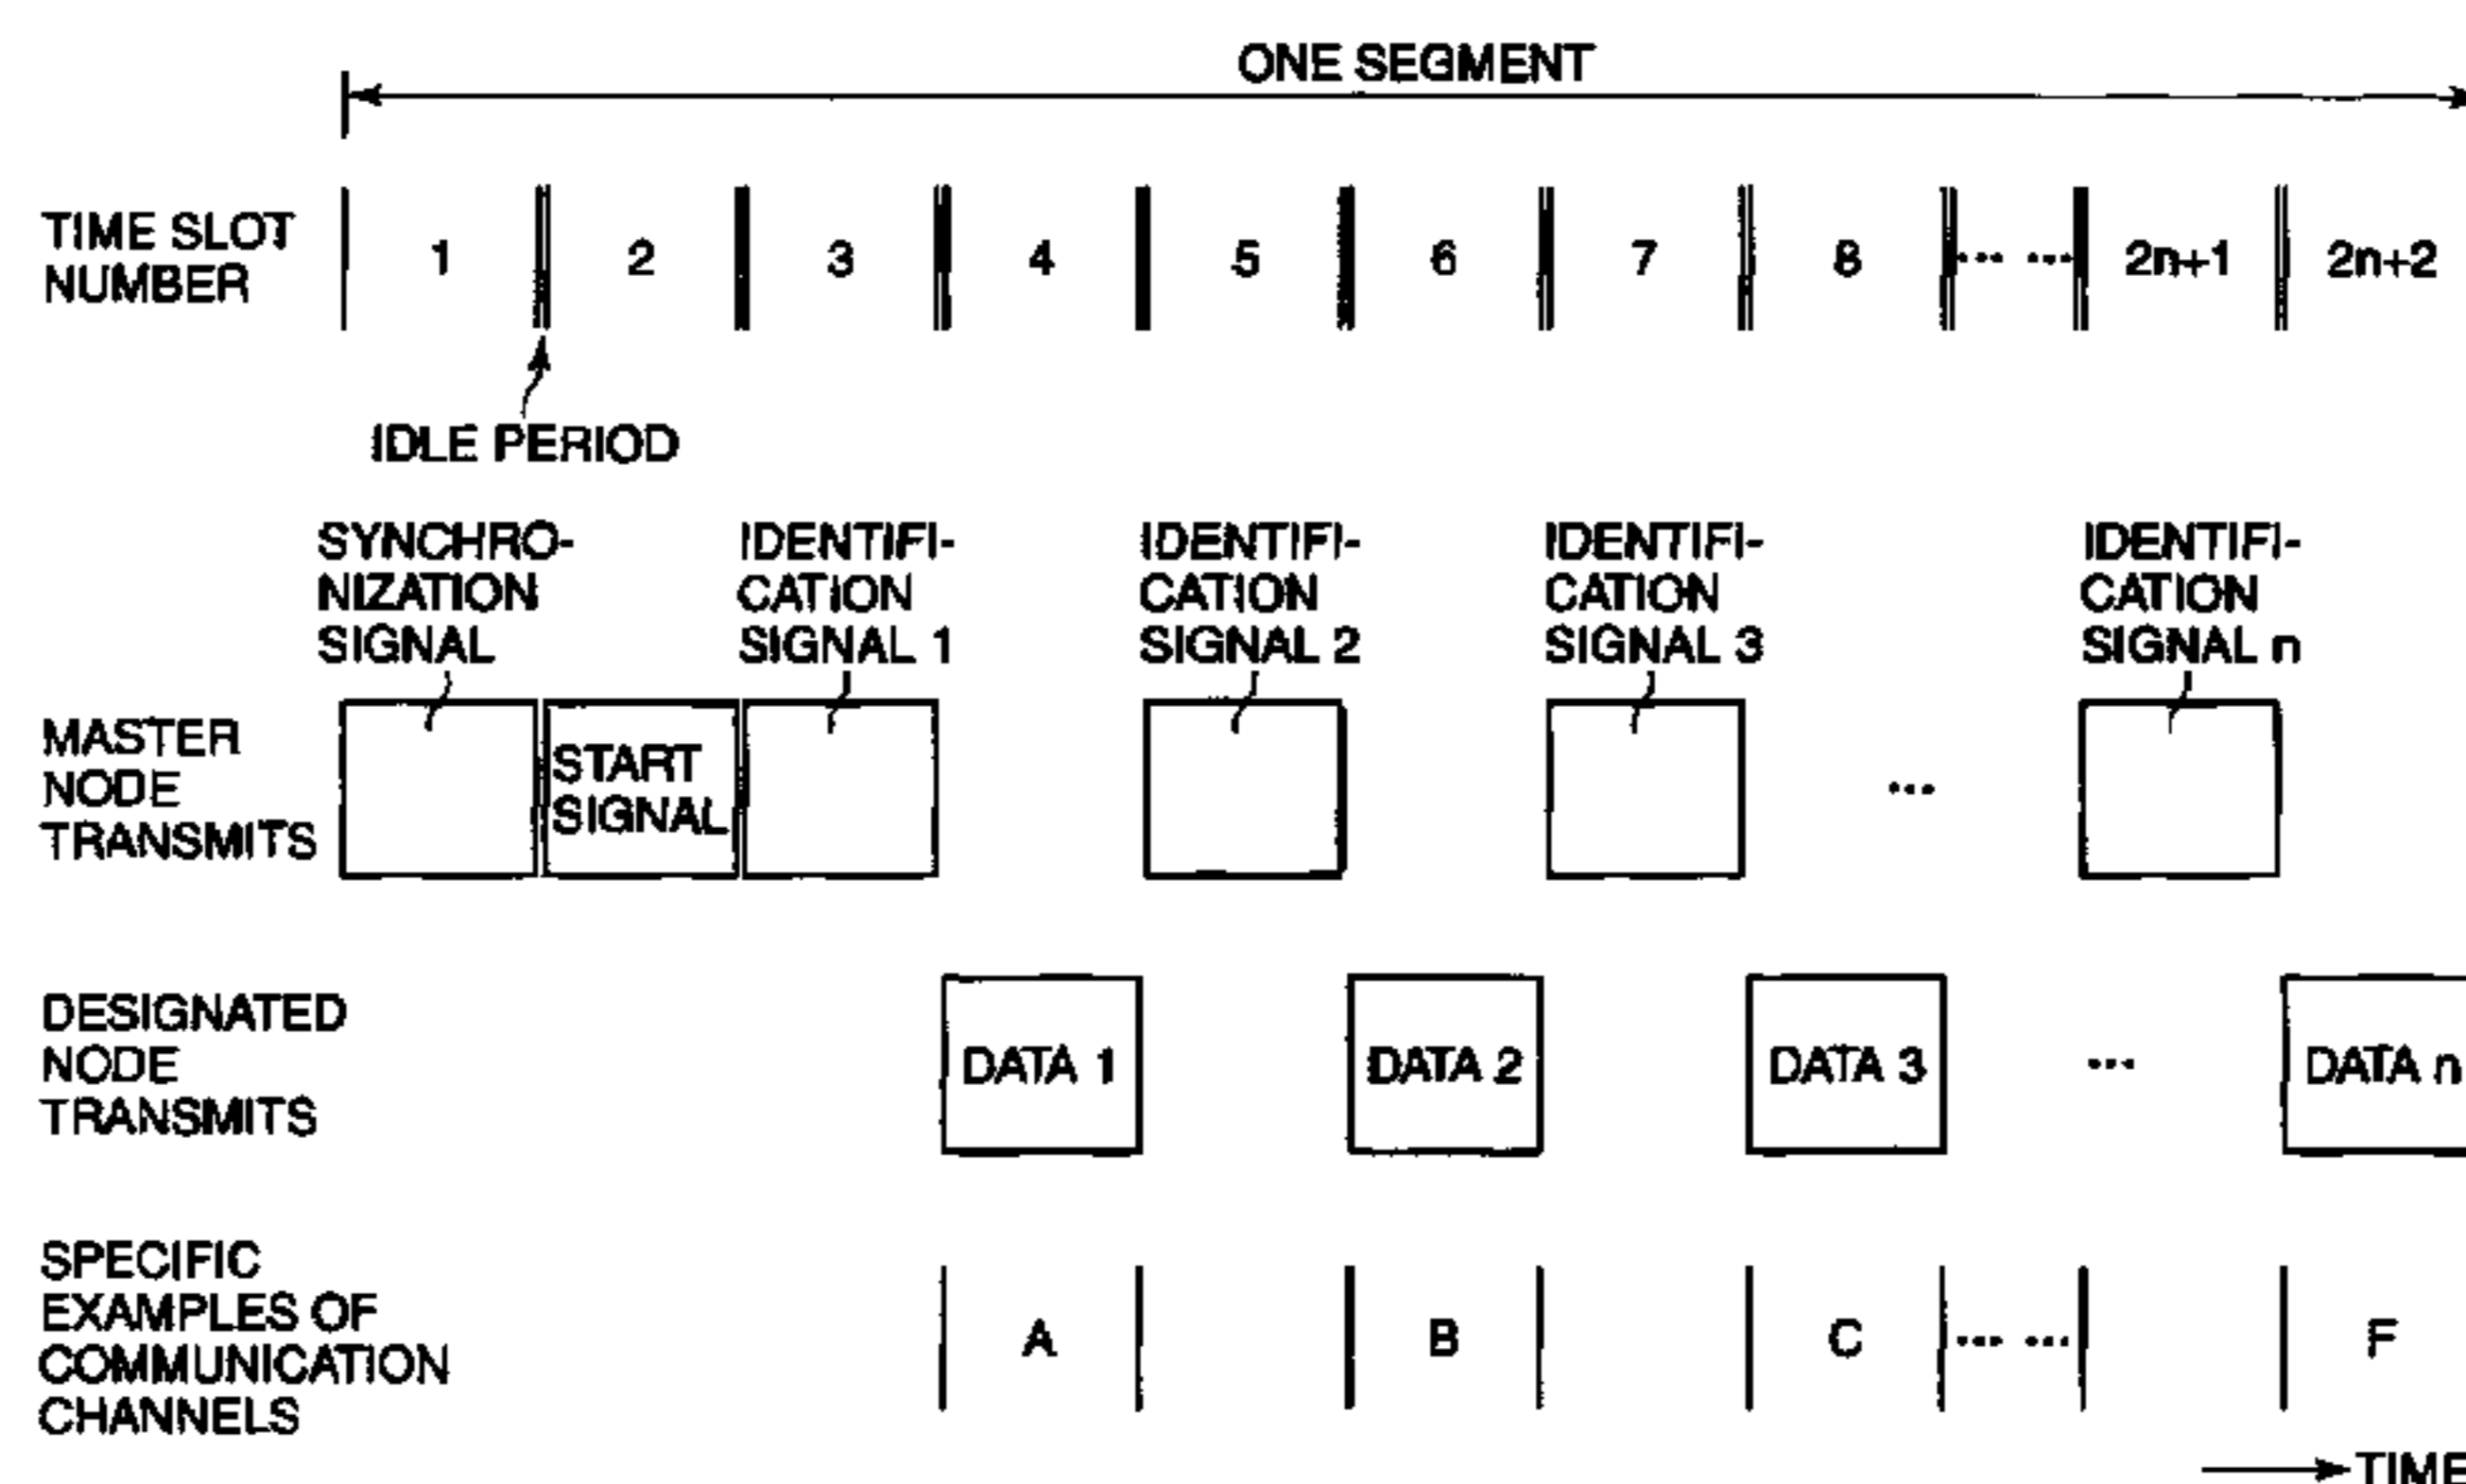 ONE SEGMENT
TIME SLOT
NUMBER
1 2 3 4 5 6 7 8 ... ... 2n+1 2n+2
IDLE PERIOD
SYNCHRO-
NIZATION
SIGNAL
IDENTIFI-
CATION
SIGNAL 1
IDENTIFI-
CATION
SIGNAL 2
IDENTIFI-
CATION
SIGNAL 3
IDENTIFI-
CATION
SIGNAL n
MASTER
NODE
TRANSMITS
START
SIGNAL
...
DESIGNATED
NODE
TRANSMITS
DATA 1
DATA 2
DATA 3
...
DATA n
SPECIFIC
EXAMPLES OF
COMMUNICATION
CHANNELS
A B C ... ... F
TIME